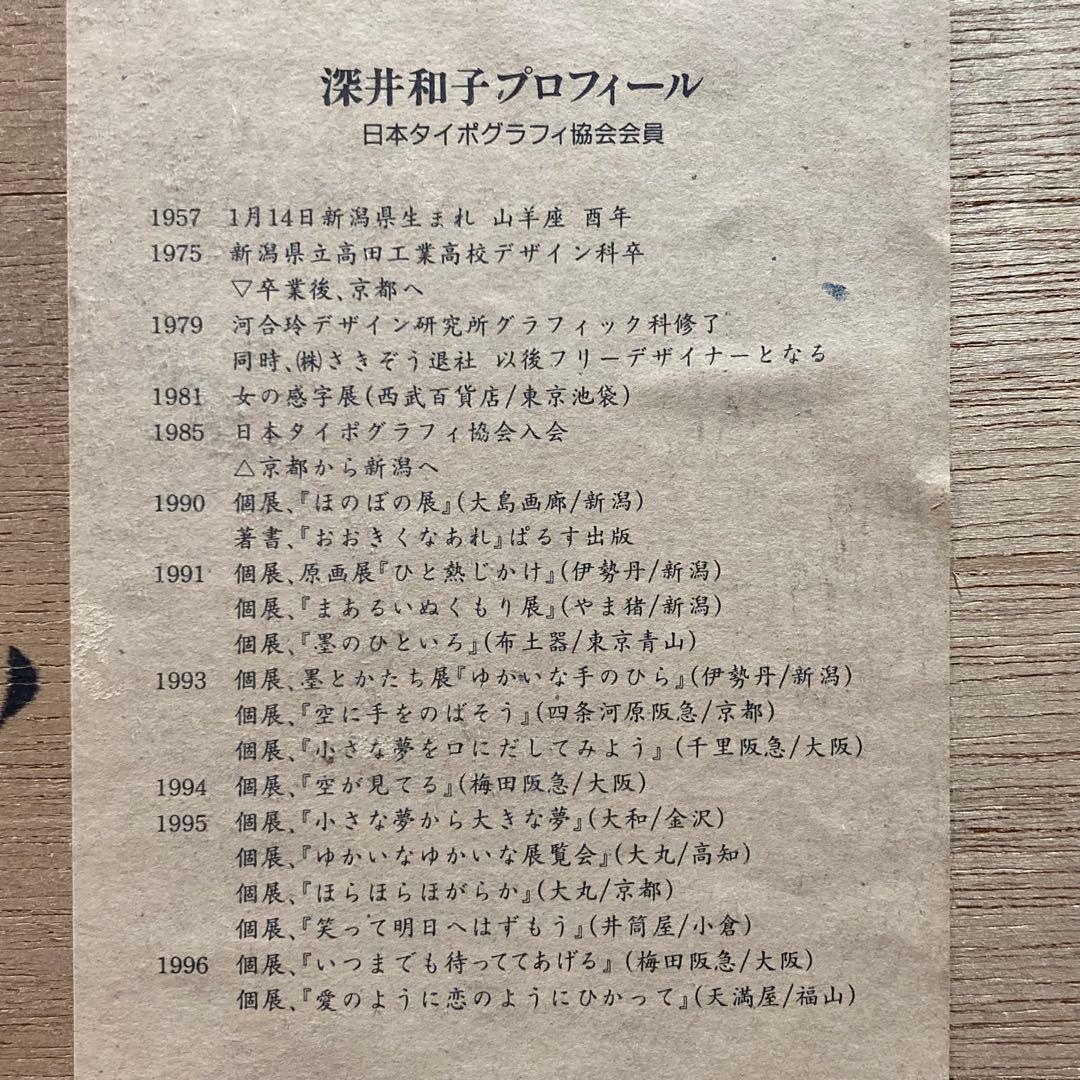 深井和子プロフィール
日本タイポグラフィ協会会員
1957 1月14日新潟県生まれ 山羊座 酉年
1975 新潟県立高田工業高校デザイン科卒
▽卒業後、京都へ
1979 河合玲デザイン研究所グラフィック科修了
同時、㈱さきぞう退社 以後フリーデザイナーとなる
1981 女の感字展(西武百貨店/東京池袋)
1985 日本タイポグラフィ協会入会
△京都から新潟へ
1990 個展、『ほのぼの展』(大島画廊/新潟)
著書、『おおきくなあれ』ぱるす出版
1991 個展、原画展『ひと熱じかけ』(伊勢丹/新潟)
個展、『まあるいぬくもり展』(やま猪/新潟)
個展、『墨のひといろ』(布土器/東京青山)
1993 個展、墨とかたち展『ゆかいな手のひら』(伊勢丹/新潟)
個展、『空に手をのばそう』(四条河原阪急/京都)
個展、『小さな夢を口にだしてみよう』(千里阪急/大阪)
1994 個展、『空が見てる』(梅田阪急/大阪)
1995 個展、『小さな夢から大きな夢』(大和/金沢)
個展、『ゆかいなゆかいな展覧会』(大丸/高知)
個展、『ほらほらほがらか』(大丸/京都)
個展、『笑って明日へはずもう』(井筒屋/小倉)
1996 個展、『いつまでも待っててあげる』(梅田阪急/大阪)
個展、『愛のように恋のようにひかって』(天満屋/福山)